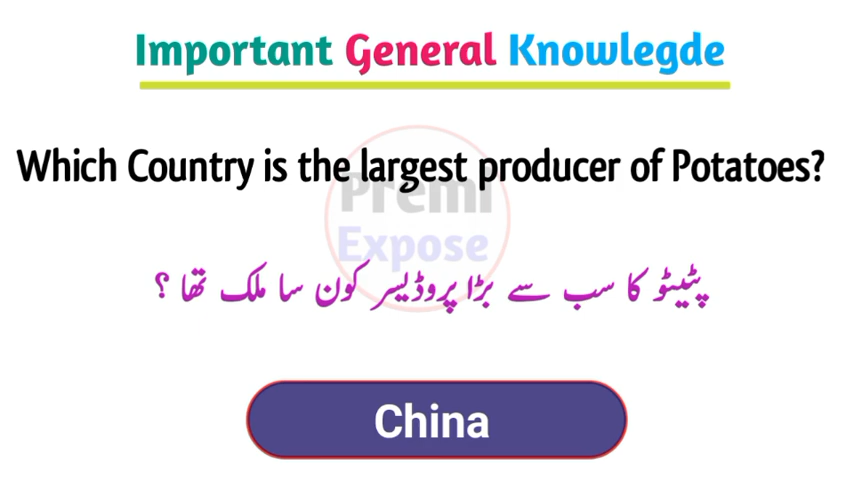 Important General Knowlegde
Which Country is the largest producer of Potatoes?
Premi
Expose
پٹیٹو کا سب سے بڑا پروڈیسر کون سا ملک تھا ؟
China